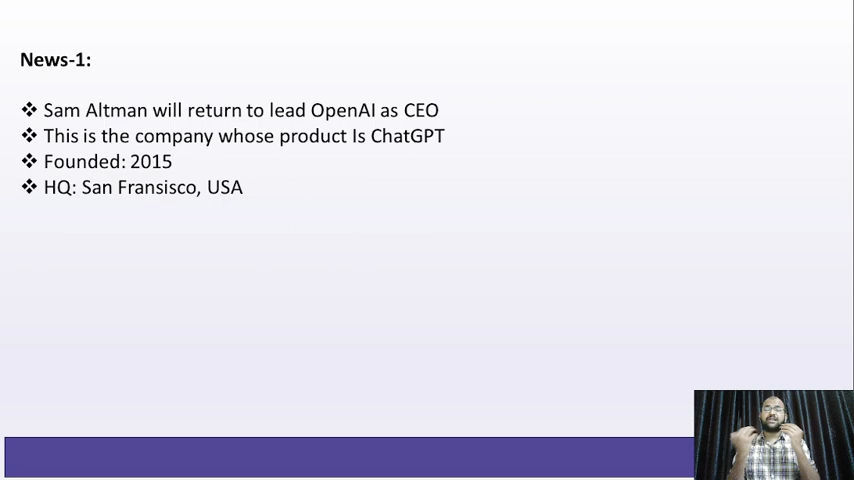 News-1:
❖ Sam Altman will return to lead OpenAI as CEO
❖ This is the company whose product Is ChatGPT
❖ Founded: 2015
❖ HQ: San Fransisco, USA